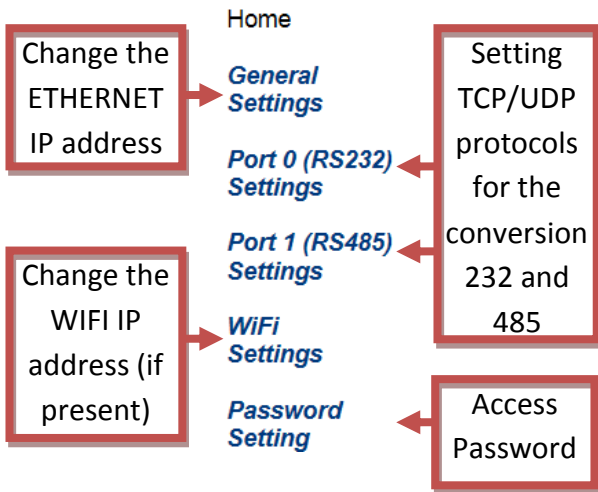 Home
Change the
ETHERNET
IP address
General
Settings
Setting
TCP/UDP
protocols
for the
conversion
232 and
485
Port 0 (RS232)
Settings
Port 1 (RS485)
Settings
Change the
WIFI IP
address (if
present)
WiFi
Settings
Password
Setting
Access
Password